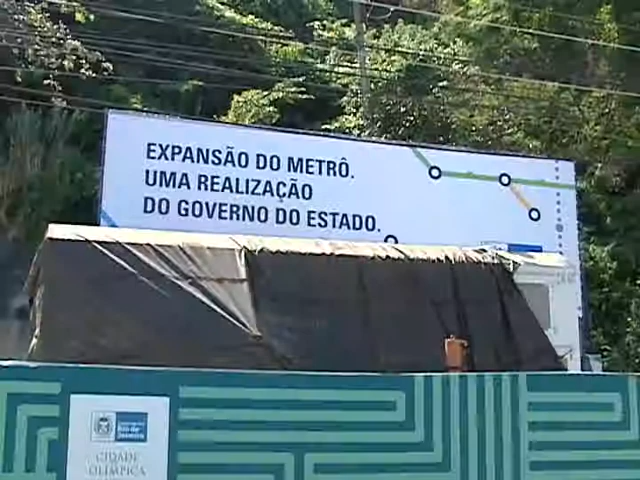 EXPANSÃO DO METRÔ.
UMA REALIZAÇÃO
DO GOVERNO DO ESTADO.
CIDADE
OLÍMPICA